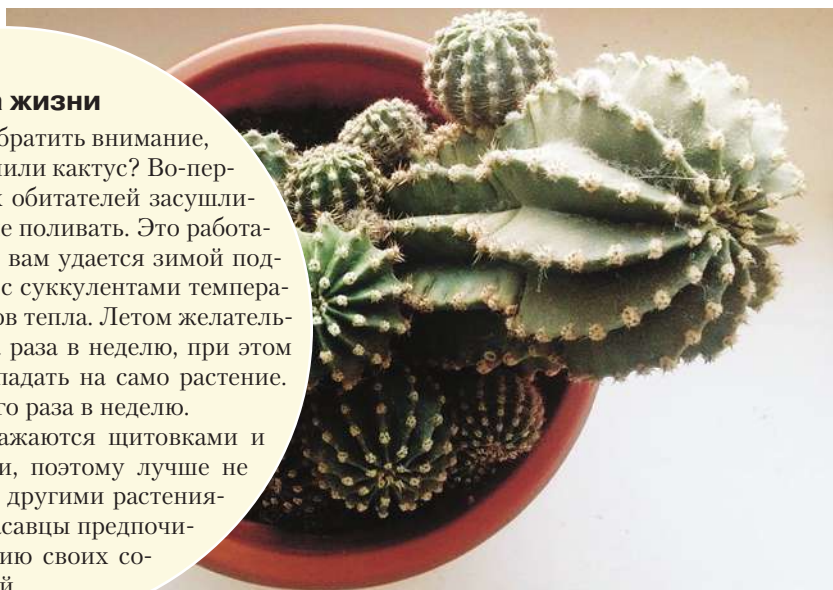 жизни
братить внимание,
или кактус? Во-пер-
х обитателей засушли-
е поливать. Это работа-
вам удается зимой под-
с суккулентами темпера-
ов тепла. Летом желатель-
раза в неделю, при этом
падать на само растение.
го раза в неделю.
ажаются щитовками и
и, поэтому лучше не
другими растения-
савцы предпочи-
ию своих со-